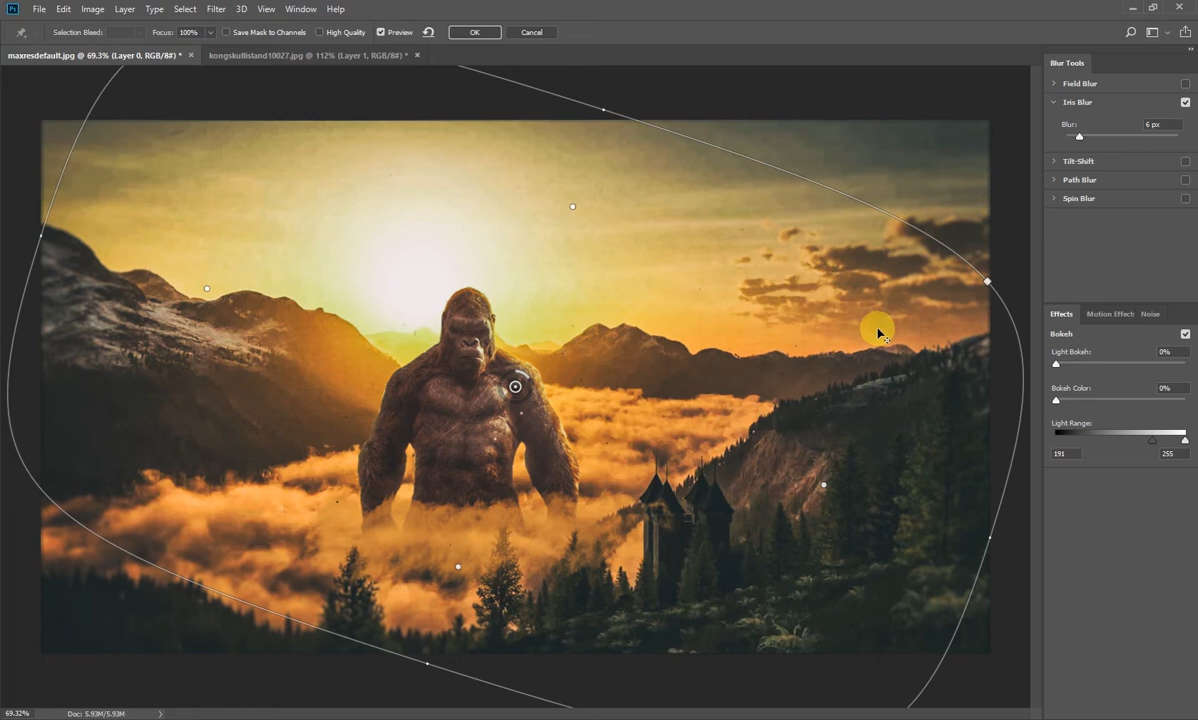 Ps File Edit Image Layer Type Select Filter 3D View Window Help
Selection Bleed: Focus: 100% Save Mask to Channels High Quality Preview OK Cancel
maxresdefault.jpg @ 69.3% (Layer 0, RGB/8#) * × kongskullisland10027.jpg @ 112% (Layer 1, RGB/8#) * ×
Blur Tools
Field Blur
Iris Blur
Blur: 6 px
Tilt-Shift
Path Blur
Spin Blur
Effects Motion Effects Noise
Bokeh
Light Bokeh: 0%
Bokeh Color: 0%
Light Range:
191 255
69.32% Doc: 5.93M/5.93M